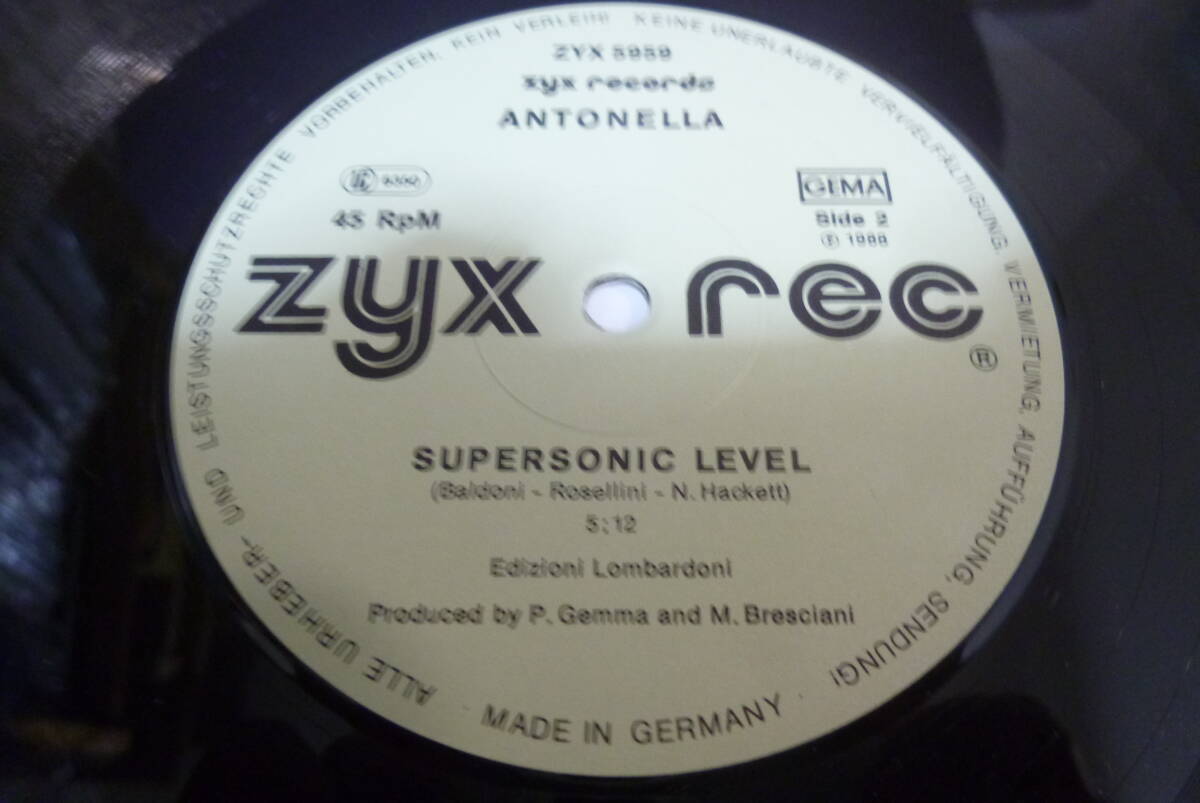 ZYX 5959
zyx records
ANTONELLA
LC 9350
GEMA
45 RpM
Side 2
℗ 1988
zyx rec ®
SUPERSONIC LEVEL
(Baldoni - Rosellini - N. Hackett)
5:12
Edizioni Lombardoni
Produced by P. Gemma and M. Bresciani
ALLE URHEBER- UND LEISTUNGSSCHUTZRECHTE VORBEHALTEN. KEIN VERLEIH! KEINE UNERLAUBTE VERVIELFÄLTIGUNG, VERMIETUNG, AUFFÜHRUNG, SENDUNG!
MADE IN GERMANY